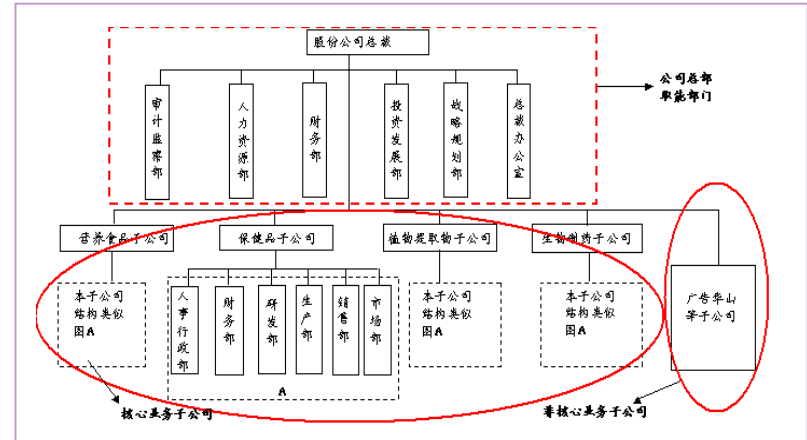 股份公司总裁
公司总部
职能部门
审计监察部
人力资源部
财务部
投资发展部
战略规划部
总裁办公室
营养食品子公司
保健品子公司
植物提取物子公司
生物制药子公司
本子公司
结构类似
图A
人事行政部
财务部
研发部
生产部
销售部
市场部
A
本子公司
结构类似
图A
本子公司
结构类似
图A
广告华山
等子公司
核心业务子公司
非核心业务子公司